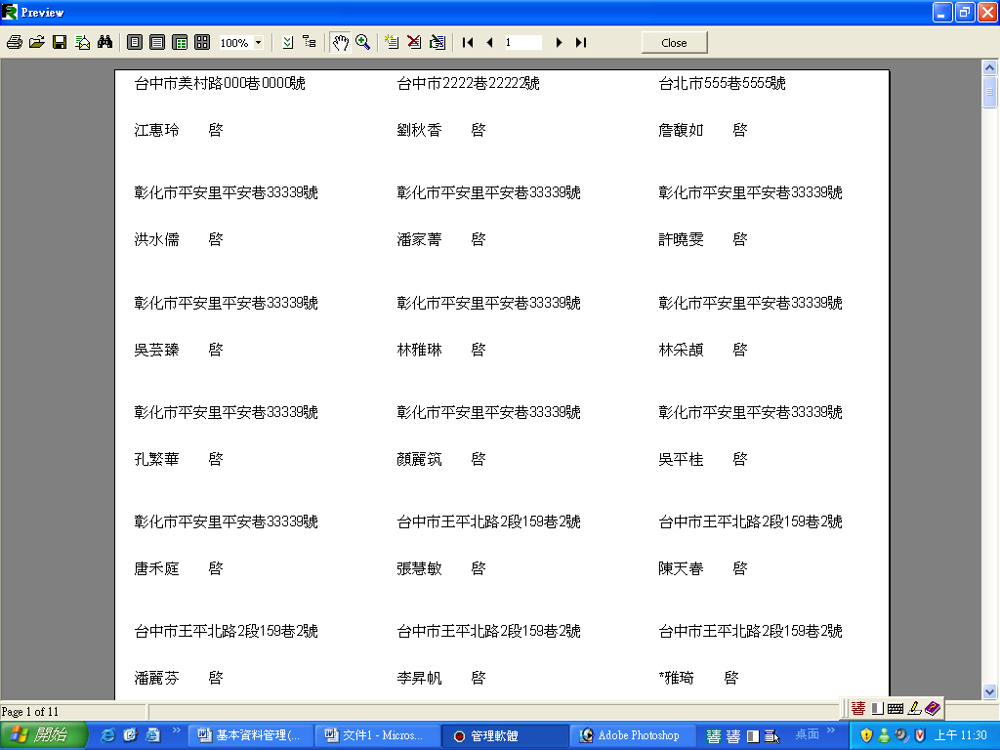 Preview
100%
1
Close
台中市美村路000巷0000號 台中市2222巷22222號 台北市555巷5555號
江惠玲 啓 劉秋香 啓 詹馥如 啓
彰化市平安里平安巷33339號 彰化市平安里平安巷33339號 彰化市平安里平安巷33339號
洪水儒 啓 潘家菁 啓 許曉雯 啓
彰化市平安里平安巷33339號 彰化市平安里平安巷33339號 彰化市平安里平安巷33339號
吳芸臻 啓 林雅琳 啓 林采頡 啓
彰化市平安里平安巷33339號 彰化市平安里平安巷33339號 彰化市平安里平安巷33339號
孔繁華 啓 顏麗筑 啓 吳平桂 啓
彰化市平安里平安巷33339號 台中市王平北路2段159巷2號 台中市王平北路2段159巷2號
唐禾庭 啓 張慧敏 啓 陳天春 啓
台中市王平北路2段159巷2號 台中市王平北路2段159巷2號 台中市王平北路2段159巷2號
潘麗芬 啓 李昇帆 啓 *雅琦 啓
Page 1 of 11
開始 基本資料管理(... 文件1 - Micros... 管理軟體 Adobe Photoshop 桌面 上午 11:30